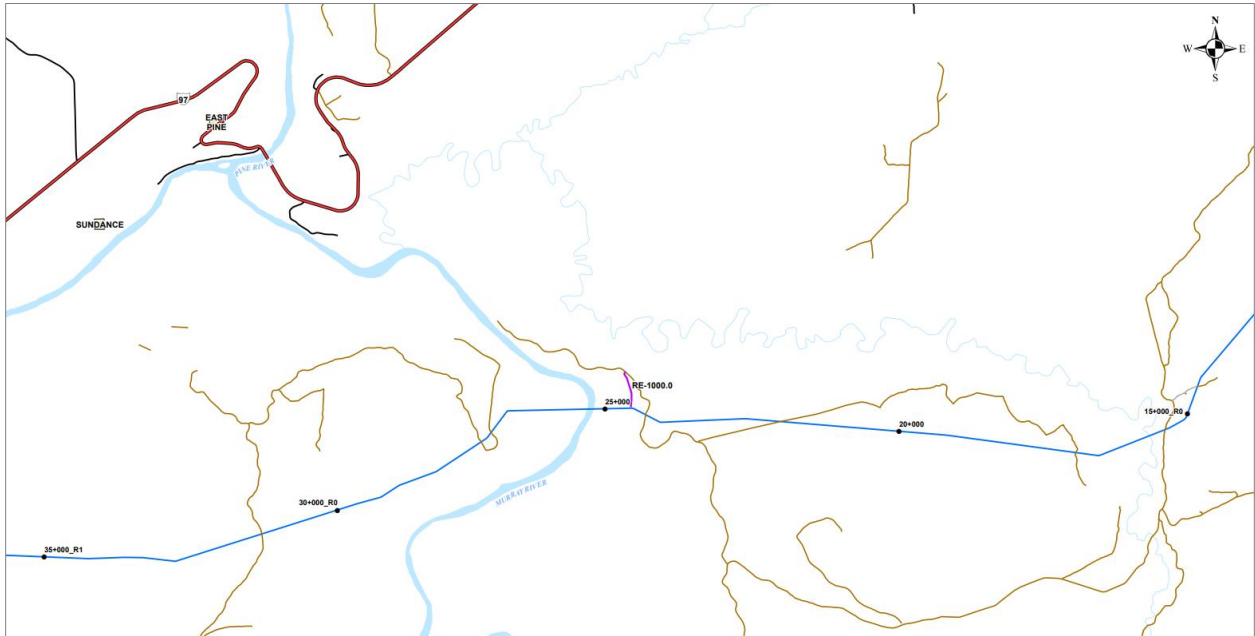 N
W E
S
97
EAST
PINE
PINE RIVER
SUNDANCE
RE-1000.0
25+000
15+000_R0
20+000
MURRAY RIVER
30+000_R0
35+000_R1